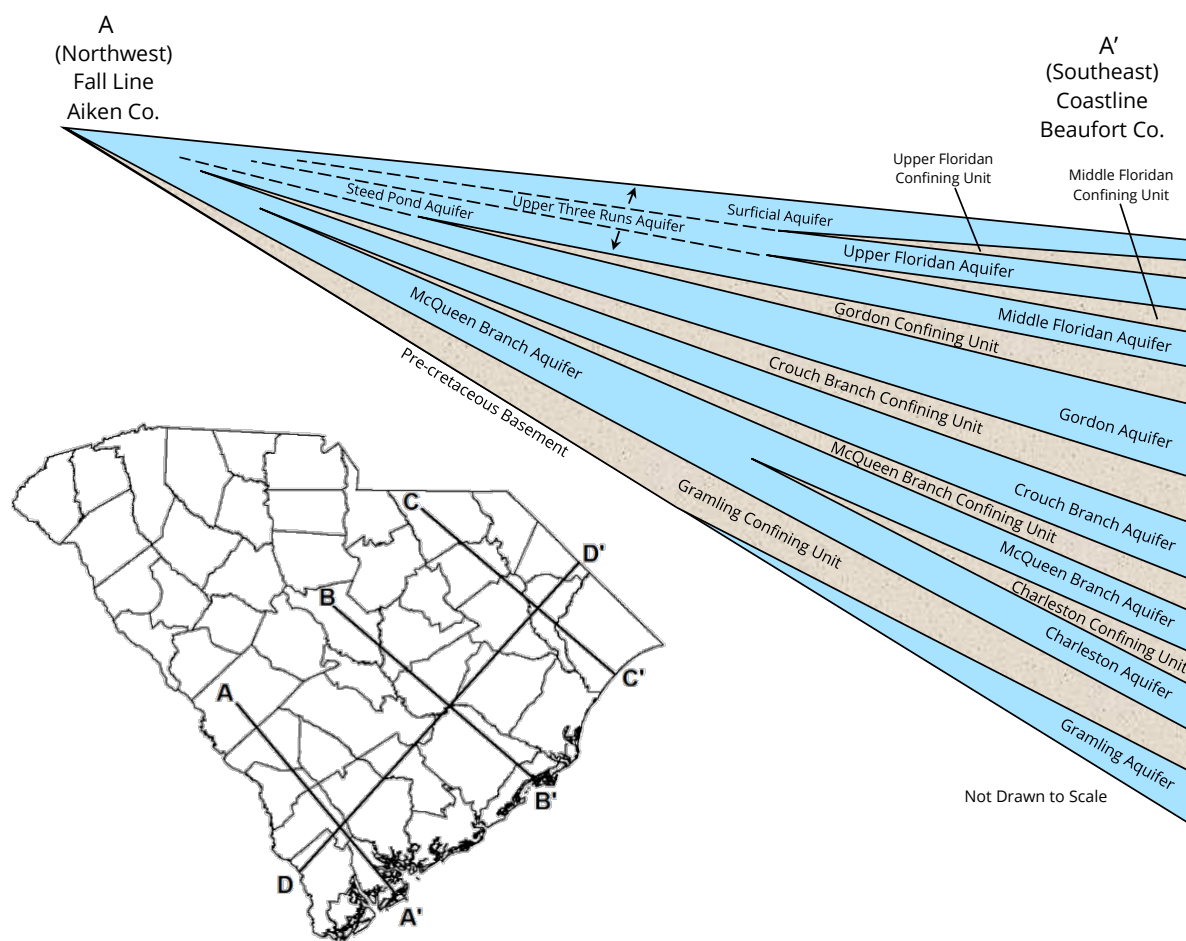 A
(Northwest)
Fall Line
Aiken Co.
A’
(Southeast)
Coastline
Beaufort Co.
Upper Floridan
Confining Unit
Middle Floridan
Confining Unit
Steed Pond Aquifer
Upper Three Runs Aquifer
Surficial Aquifer
Upper Floridan Aquifer
Middle Floridan Aquifer
Gordon Confining Unit
McQueen Branch Aquifer
Pre-cretaceous Basement
Crouch Branch Confining Unit
Gordon Aquifer
McQueen Branch Confining Unit
Crouch Branch Aquifer
Gramling Confining Unit
McQueen Branch Aquifer
Charleston Confining Unit
Charleston Aquifer
Gramling Aquifer
Not Drawn to Scale
C
D'
B
C'
A
B'
D
A'